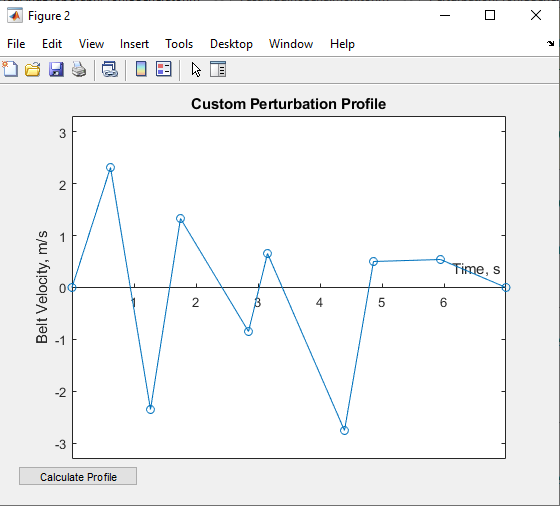 Figure 2
File Edit View Insert Tools Desktop Window Help
Custom Perturbation Profile
3
2
1
0
-1
-2
-3
Belt Velocity, m/s
1 2 3 4 5 6
Time, s
Calculate Profile